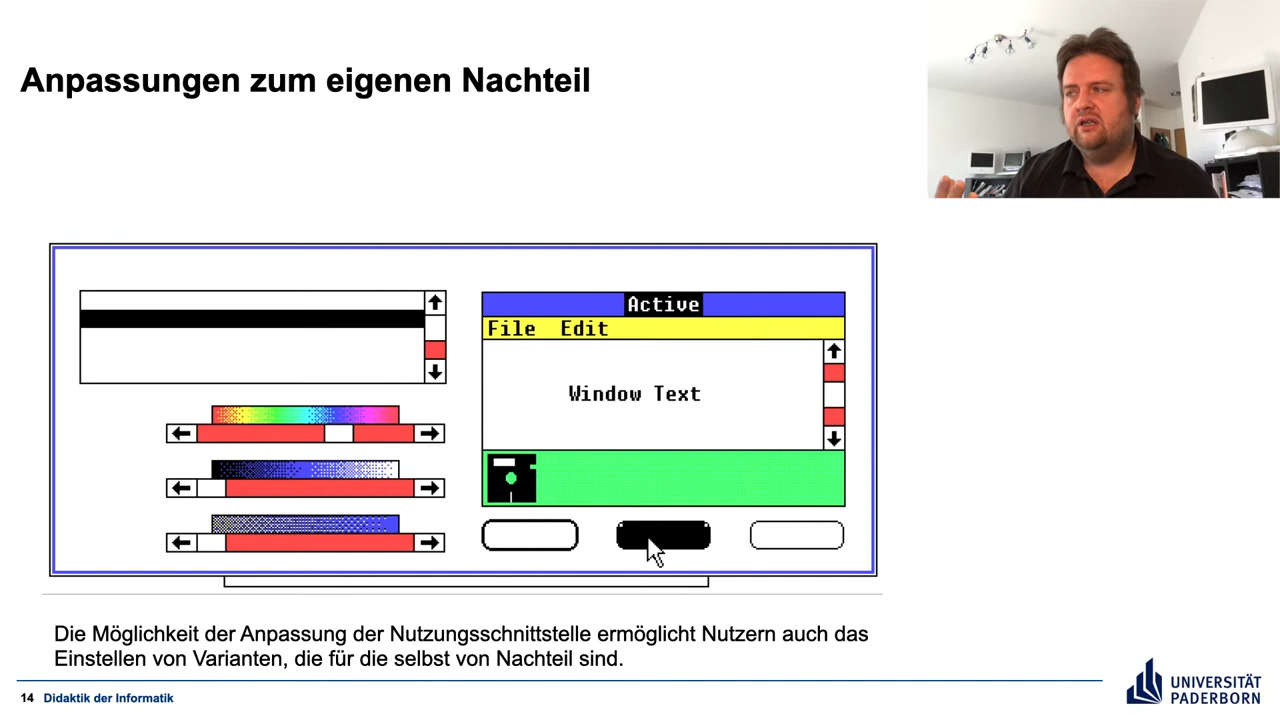 Anpassungen zum eigenen Nachteil
Active
File Edit
Window Text
Die Möglichkeit der Anpassung der Nutzungsschnittstelle ermöglicht Nutzern auch das
Einstellen von Varianten, die für die selbst von Nachteil sind.
14 Didaktik der Informatik
UNIVERSITÄT
PADERBORN